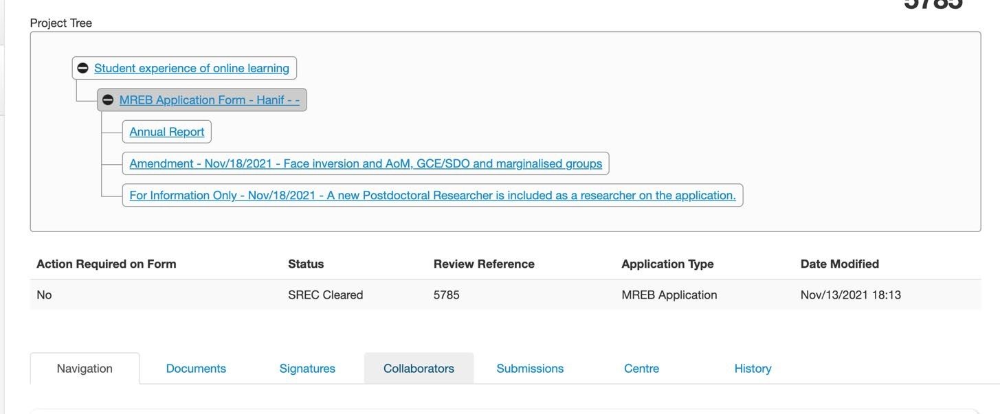 5785
Project Tree
Student experience of online learning
MREB Application Form - Hanif - -
Annual Report
Amendment - Nov/18/2021 - Face inversion and AoM, GCE/SDO and marginalised groups
For Information Only - Nov/18/2021 - A new Postdoctoral Researcher is included as a researcher on the application.
Action Required on Form Status Review Reference Application Type Date Modified
No SREC Cleared 5785 MREB Application Nov/13/2021 18:13
Navigation Documents Signatures Collaborators Submissions Centre History